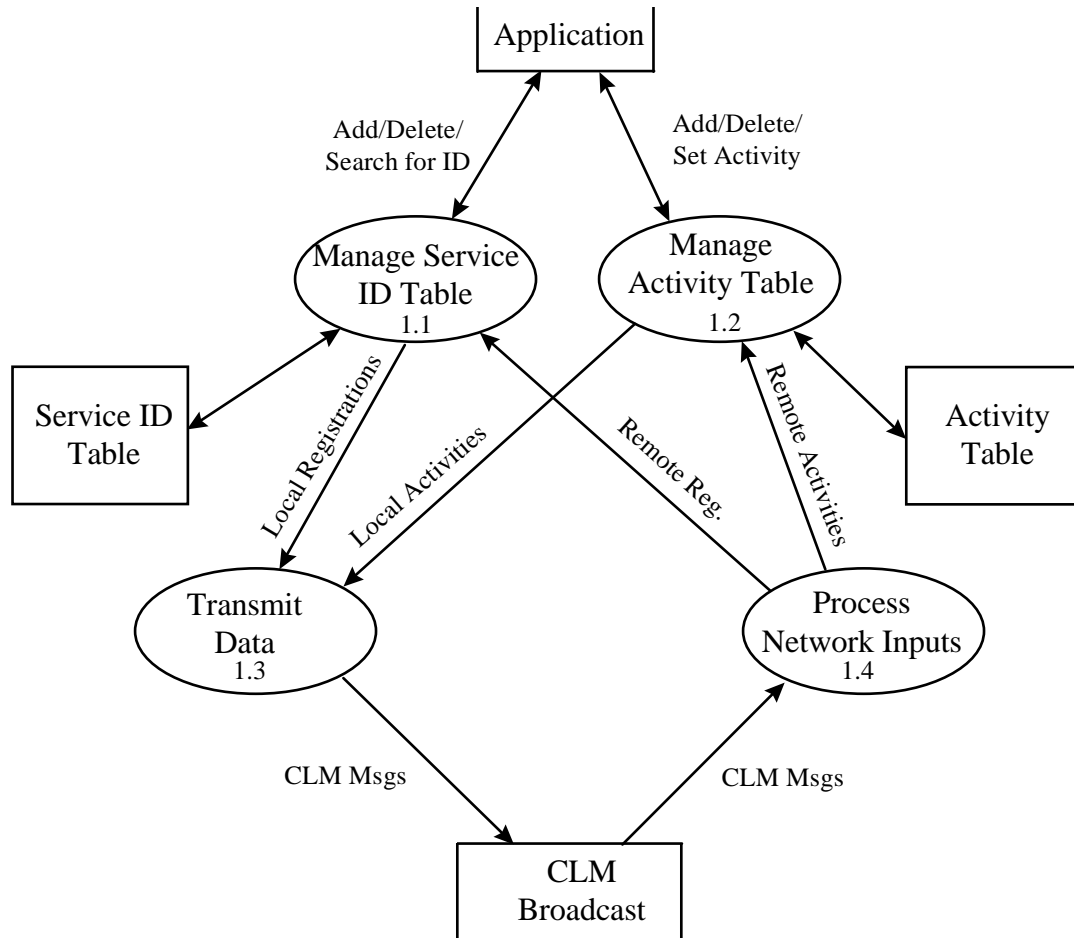 Application
Add/Delete/
Search for ID
Add/Delete/
Set Activity
Manage Service
ID Table
1.1
Manage
Activity Table
1.2
Service ID
Table
Activity
Table
Local Registrations
Local Activities
Remote Reg.
Remote Activities
Transmit
Data
1.3
Process
Network Inputs
1.4
CLM Msgs
CLM Msgs
CLM
Broadcast